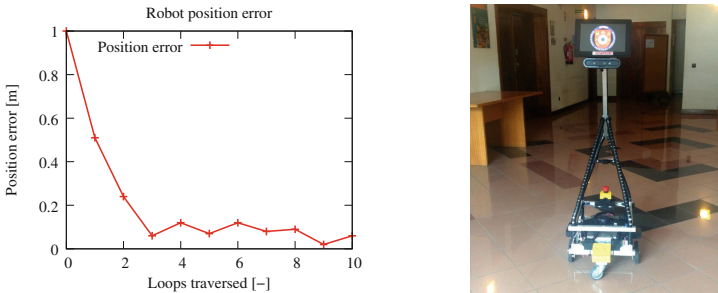 Robot position error
Position error
1
0.8
0.6
0.4
0.2
0
Position error [m]
0 2 4 6 8 10
Loops traversed [−]